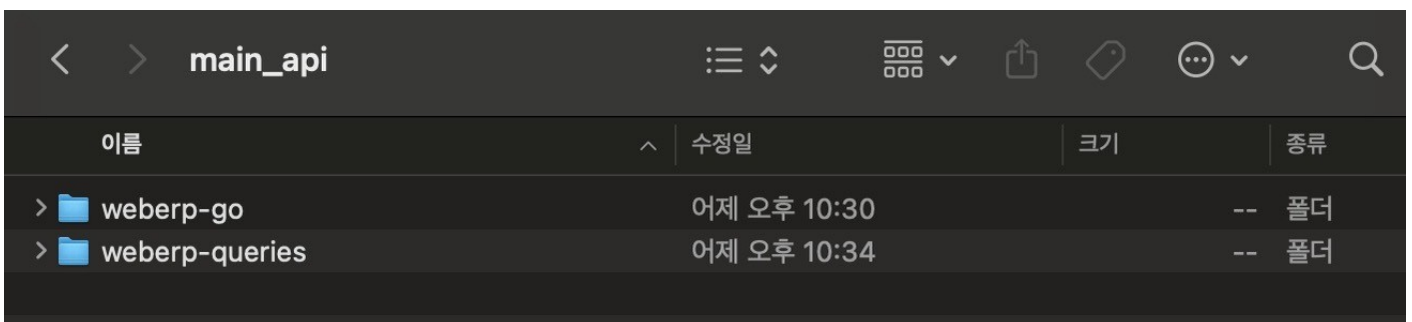 main_api
이름 수정일 크기 종류
weberp-go 어제 오후 10:30 -- 폴더
weberp-queries 어제 오후 10:34 -- 폴더